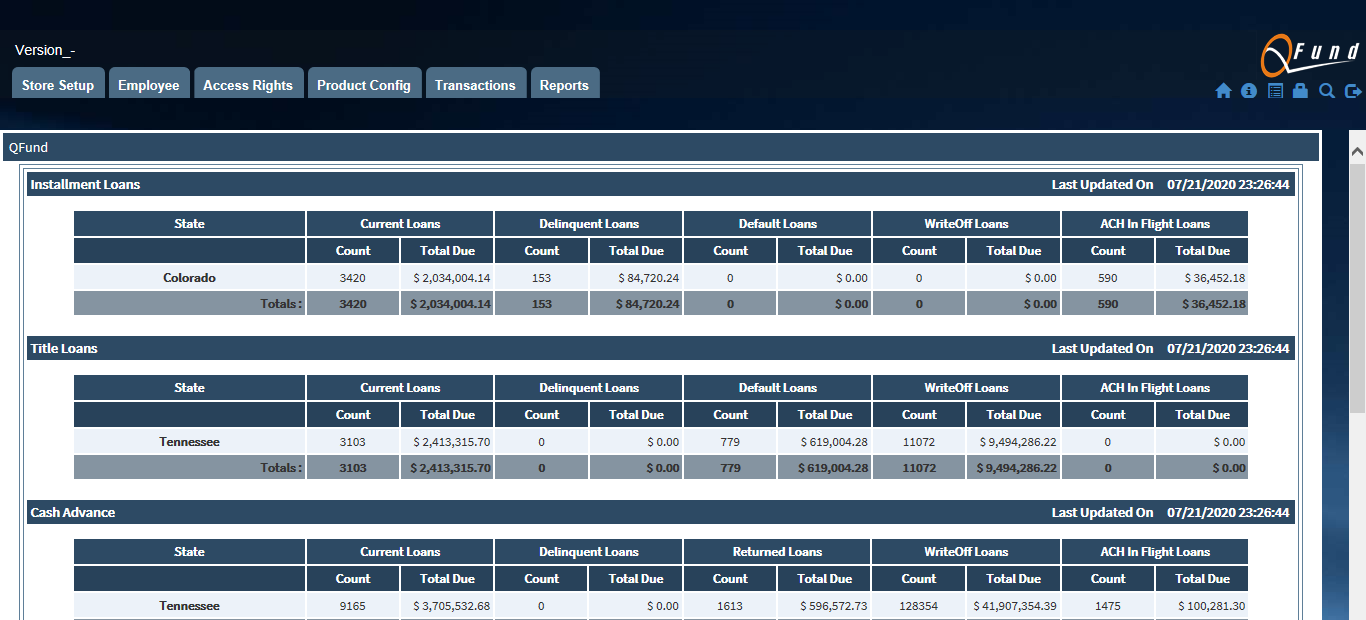 Version_-
QFund
Store Setup Employee Access Rights Product Config Transactions Reports
QFund
Installment Loans Last Updated On 07/21/2020 23:26:44
State Current Loans Delinquent Loans Default Loans WriteOff Loans ACH In Flight Loans
Count Total Due Count Total Due Count Total Due Count Total Due Count Total Due
Colorado 3420 $ 2,034,004.14 153 $ 84,720.24 0 $ 0.00 0 $ 0.00 590 $ 36,452.18
Totals : 3420 $ 2,034,004.14 153 $ 84,720.24 0 $ 0.00 0 $ 0.00 590 $ 36,452.18
Title Loans Last Updated On 07/21/2020 23:26:44
State Current Loans Delinquent Loans Default Loans WriteOff Loans ACH In Flight Loans
Count Total Due Count Total Due Count Total Due Count Total Due Count Total Due
Tennessee 3103 $ 2,413,315.70 0 $ 0.00 779 $ 619,004.28 11072 $ 9,494,286.22 0 $ 0.00
Totals : 3103 $ 2,413,315.70 0 $ 0.00 779 $ 619,004.28 11072 $ 9,494,286.22 0 $ 0.00
Cash Advance Last Updated On 07/21/2020 23:26:44
State Current Loans Delinquent Loans Returned Loans WriteOff Loans ACH In Flight Loans
Count Total Due Count Total Due Count Total Due Count Total Due Count Total Due
Tennessee 9165 $ 3,705,532.68 0 $ 0.00 1613 $ 596,572.73 128354 $ 41,907,354.39 1475 $ 100,281.30